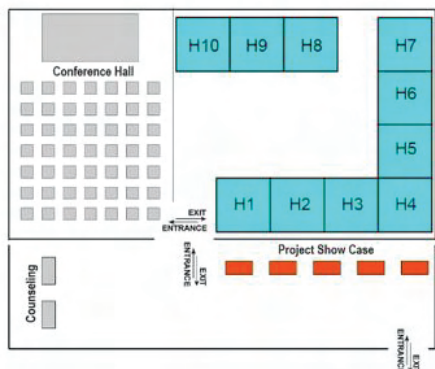 H10 H9 H8 H7
Conference Hall
H6
H5
H1 H2 H3 H4
EXIT
ENTRANCE
Project Show Case
ENTRANCE
EXIT
Counseling
ENTRANCE
EXIT